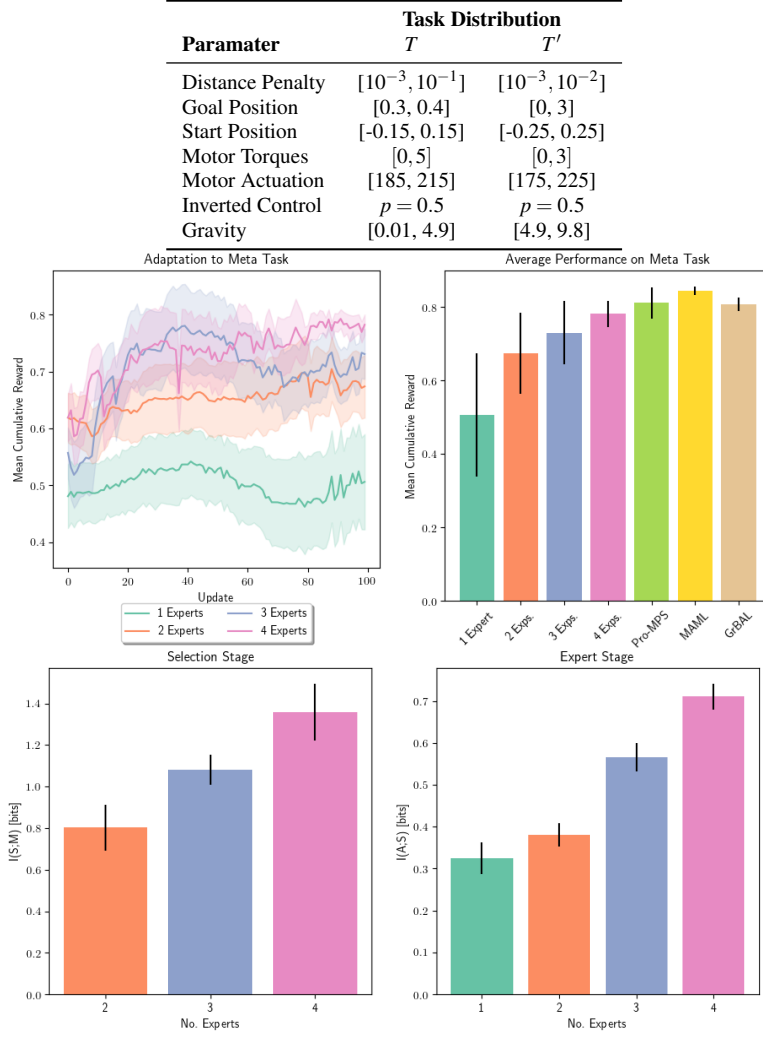 Task Distribution
Paramater T T′
Distance Penalty [10⁻³, 10⁻¹] [10⁻³, 10⁻²]
Goal Position [0.3, 0.4] [0, 3]
Start Position [-0.15, 0.15] [-0.25, 0.25]
Motor Torques [0, 5] [0, 3]
Motor Actuation [185, 215] [175, 225]
Inverted Control p = 0.5 p = 0.5
Gravity [0.01, 4.9] [4.9, 9.8]
Adaptation to Meta Task
Mean Cumulative Reward
0.8
0.7
0.6
0.5
0.4
0 20 40 60 80 100
Update
1 Experts 3 Experts
2 Experts 4 Experts
Average Performance on Meta Task
Mean Cumulative Reward
0.8
0.6
0.4
0.2
0.0
1 Expert 2 Exps. 3 Exps. 4 Exps. Pro-MPS MAML GrBAL
Selection Stage
I(S;M) [bits]
1.4
1.2
1.0
0.8
0.6
0.4
0.2
0.0
2 3 4
No. Experts
Expert Stage
I(A;S) [bits]
0.7
0.6
0.5
0.4
0.3
0.2
0.1
0.0
1 2 3 4
No. Experts